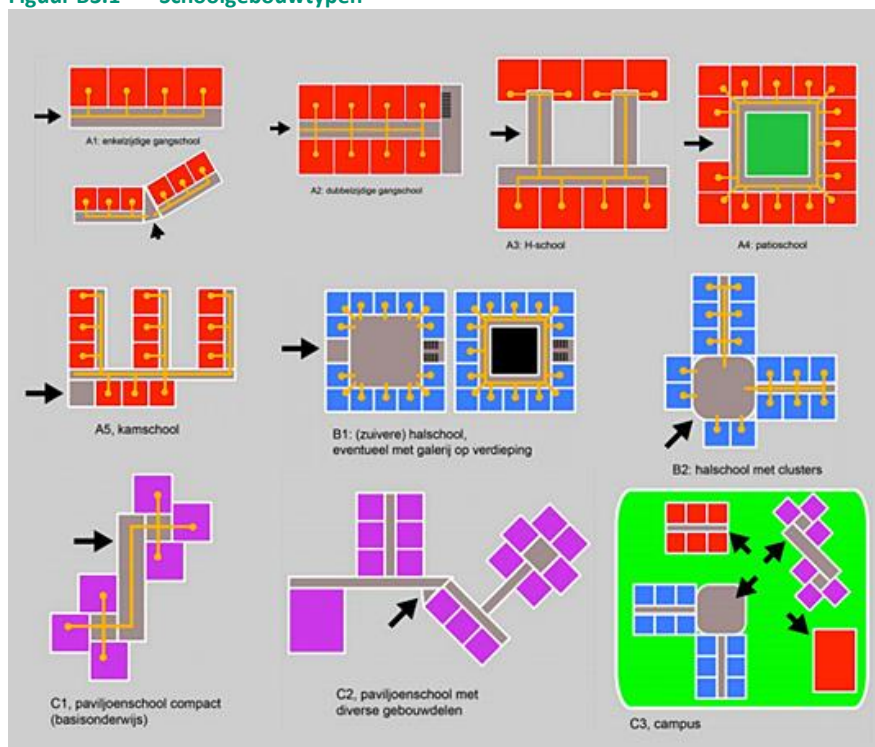 Figuur B3.1 Schoolgebouwtypen
A1: enkelzijdige gangschool
A2: dubbelzijdige gangschool
A3: H-school
A4: patioschool
A5, kamschool
B1: (zuivere) halschool,
eventueel met galerij op verdieping
B2: halschool met clusters
C1, paviljoenschool compact
(basisonderwijs)
C2, paviljoenschool met
diverse gebouwdelen
C3, campus